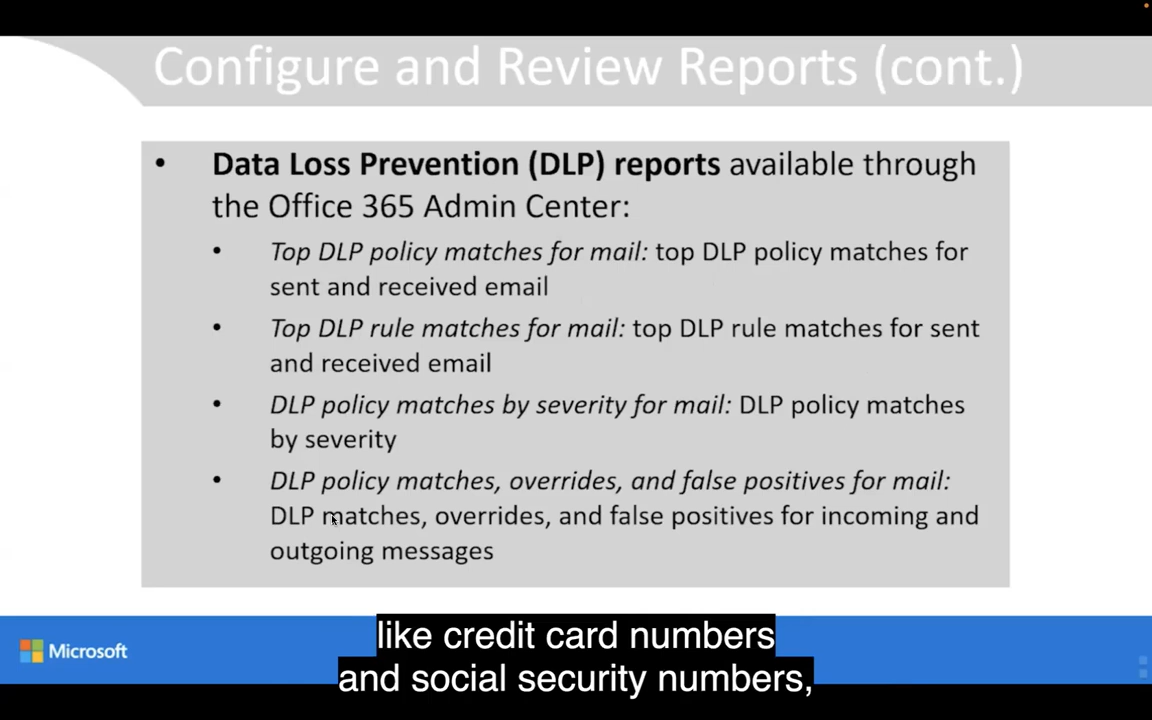 Configure and Review Reports (cont.)
• Data Loss Prevention (DLP) reports available through
the Office 365 Admin Center:
• Top DLP policy matches for mail: top DLP policy matches for
sent and received email
• Top DLP rule matches for mail: top DLP rule matches for sent
and received email
• DLP policy matches by severity for mail: DLP policy matches
by severity
• DLP policy matches, overrides, and false positives for mail:
DLP matches, overrides, and false positives for incoming and
outgoing messages
like credit card numbers
Microsoft
and social security numbers,